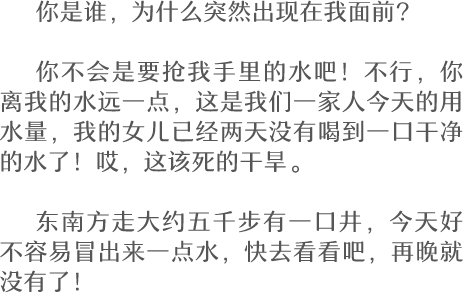 你是谁，为什么突然出现在我面前？
你不会是要抢我手里的水吧！不行，你
离我的水远一点，这是我们一家人今天的用
水量，我的女儿已经两天没有喝到一口干净
的水了！哎，这该死的干旱。
东南方走大约五千步有一口井，今天好
不容易冒出来一点水，快去看看吧，再晚就
没有了！